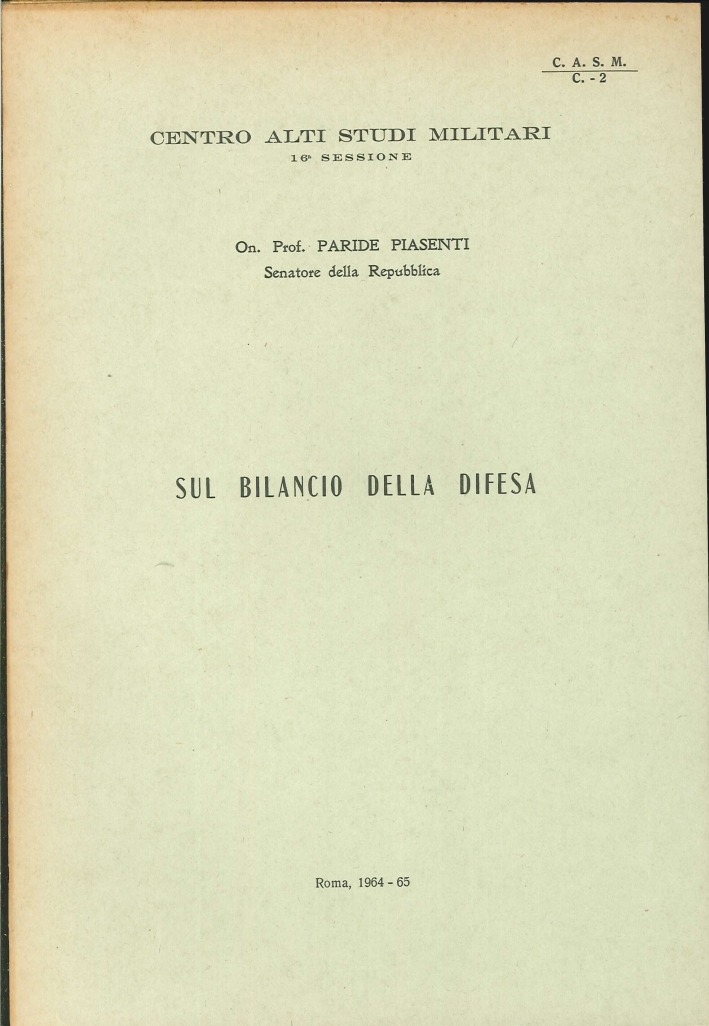 C. A. S. M.
C. - 2
CENTRO ALTI STUDI MILITARI
16ª SESSIONE
On. Prof. PARIDE PIASENTI
Senatore della Repubblica
SUL BILANCIO DELLA DIFESA
Roma, 1964 - 65